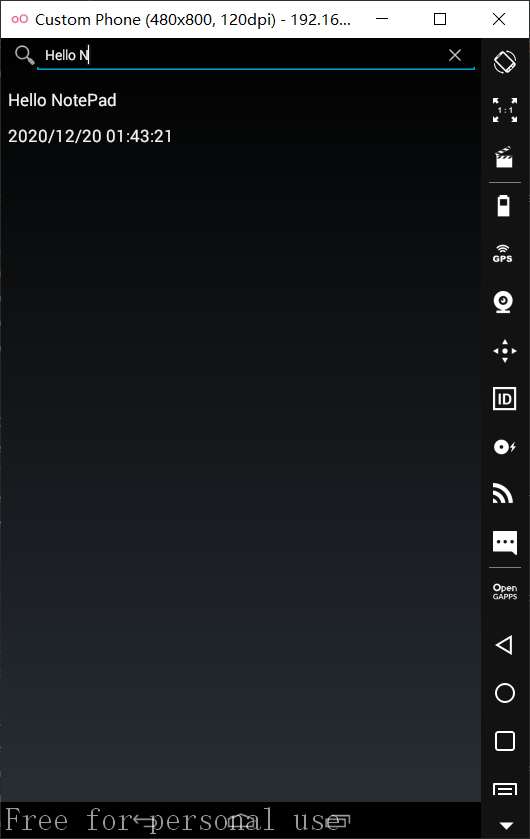 Custom Phone (480x800, 120dpi) - 192.16...
Hello N
Hello NotePad
2020/12/20 01:43:21
1:1
GPS
ID
Open
GAPPS
Free for personal use